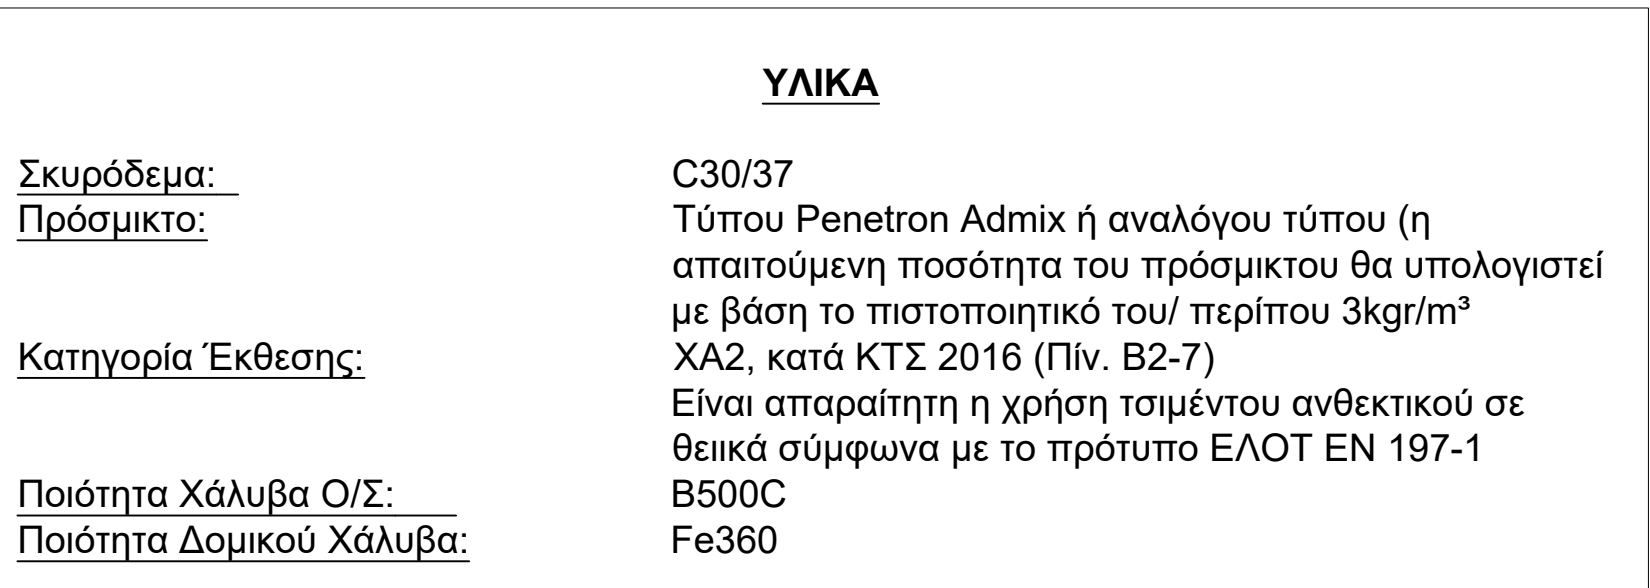 ΥΛΙΚΑ
Σκυρόδεμα: C30/37
Πρόσμικτο: Τύπου Penetron Admix ή αναλόγου τύπου (η
απαιτούμενη ποσότητα του πρόσμικτου θα υπολογιστεί
με βάση το πιστοποιητικό του/ περίπου 3kgr/m³
Κατηγορία Έκθεσης: XA2, κατά ΚΤΣ 2016 (Πίν. Β2-7)
Είναι απαραίτητη η χρήση τσιμέντου ανθεκτικού σε
θειικά σύμφωνα με το πρότυπο ΕΛΟΤ ΕΝ 197-1
Ποιότητα Χάλυβα Ο/Σ: B500C
Ποιότητα Δομικού Χάλυβα: Fe360